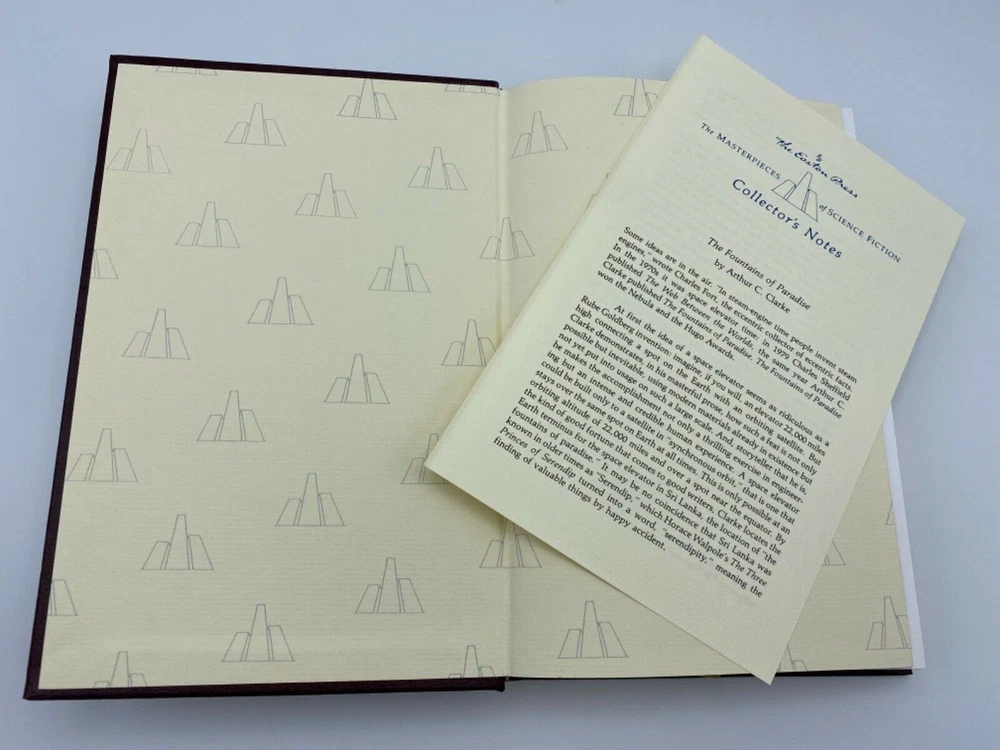 The Easton Press
The MASTERPIECES of SCIENCE FICTION
Collector's Notes
The Fountains of Paradise
by Arthur C. Clarke
Some ideas are in the air. "In steam-engine time people invent steam
engines," wrote Charles Fort, the eccentric collector of eccentric facts.
In the 1970s it was space elevator time: in 1979 Charles Sheffield
published The Web Between the Worlds, the same year Arthur C.
Clarke published The Fountains of Paradise. The Fountains of Paradise
won the Nebula and the Hugo Awards.
At first the idea of a space elevator seems as ridiculous as a
Rube Goldberg invention: imagine, if you will, an elevator 22,000 miles
high connecting a spot on the Earth with an orbiting satellite. But
Clarke demonstrates, in his masterful prose, how such a feat is not only
possible but inevitable, using modern materials already in existence but
not yet put into usage on such a large scale. And, storyteller that he is,
he makes the accomplishment not only a thrilling exercise in engineer-
ing but an intense and credible human experience. A space elevator
could be built only to a satellite in "synchronous orbit," that is one that
stays over the same spot on Earth at all times. This is only possible at an
orbiting altitude of 22,000 miles and over a spot near the equator. By
the kind of good fortune that comes to good writers, Clarke locates the
Earth terminus for the space elevator in Sri Lanka, the location of "the
fountains of paradise." It may be no coincidence that Sri Lanka was
known in older times as "Serendip," which Horace Walpole's The Three
Princes of Serendip turned into a word, "serendipity," meaning the
finding of valuable things by happy accident.